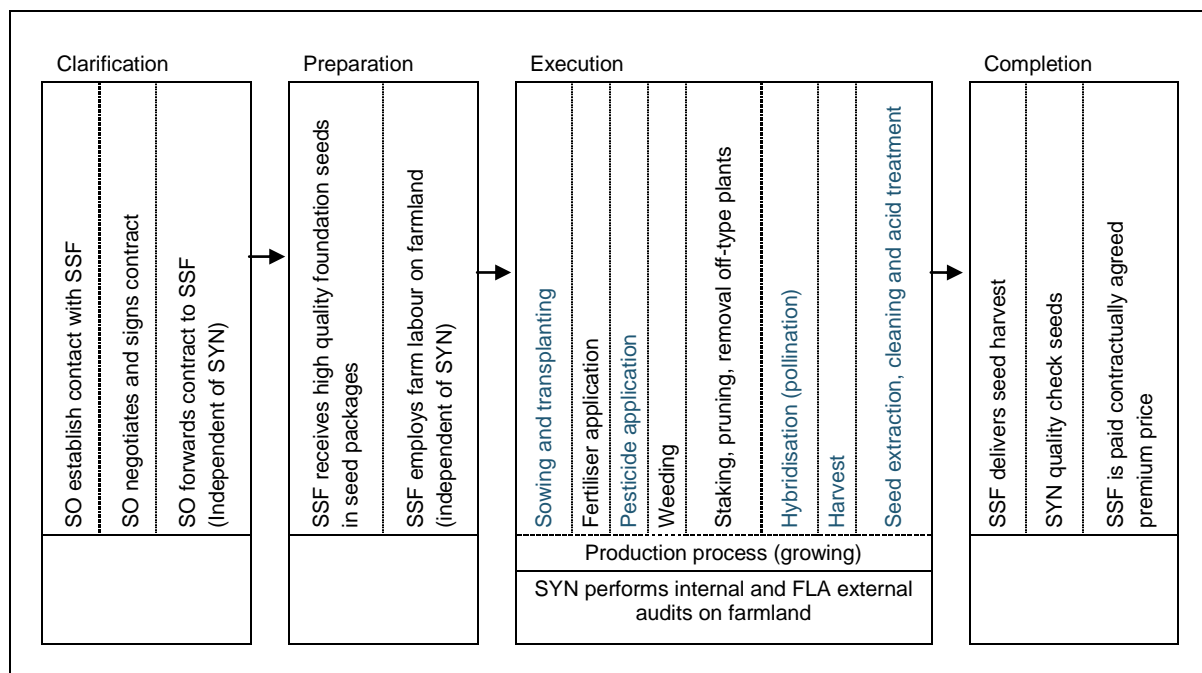 Clarification
SO establish contact with SSF
SO negotiates and signs contract
SO forwards contract to SSF
(Independent of SYN)
Preparation
SSF receives high quality foundation seeds
in seed packages
SSF employs farm labour on farmland
(independent of SYN)
Execution
Sowing and transplanting
Fertiliser application
Pesticide application
Weeding
Staking, pruning, removal off-type plants
Hybridisation (pollination)
Harvest
Seed extraction, cleaning and acid treatment
Production process (growing)
SYN performs internal and FLA external
audits on farmland
Completion
SSF delivers seed harvest
SYN quality check seeds
SSF is paid contractually agreed
premium price